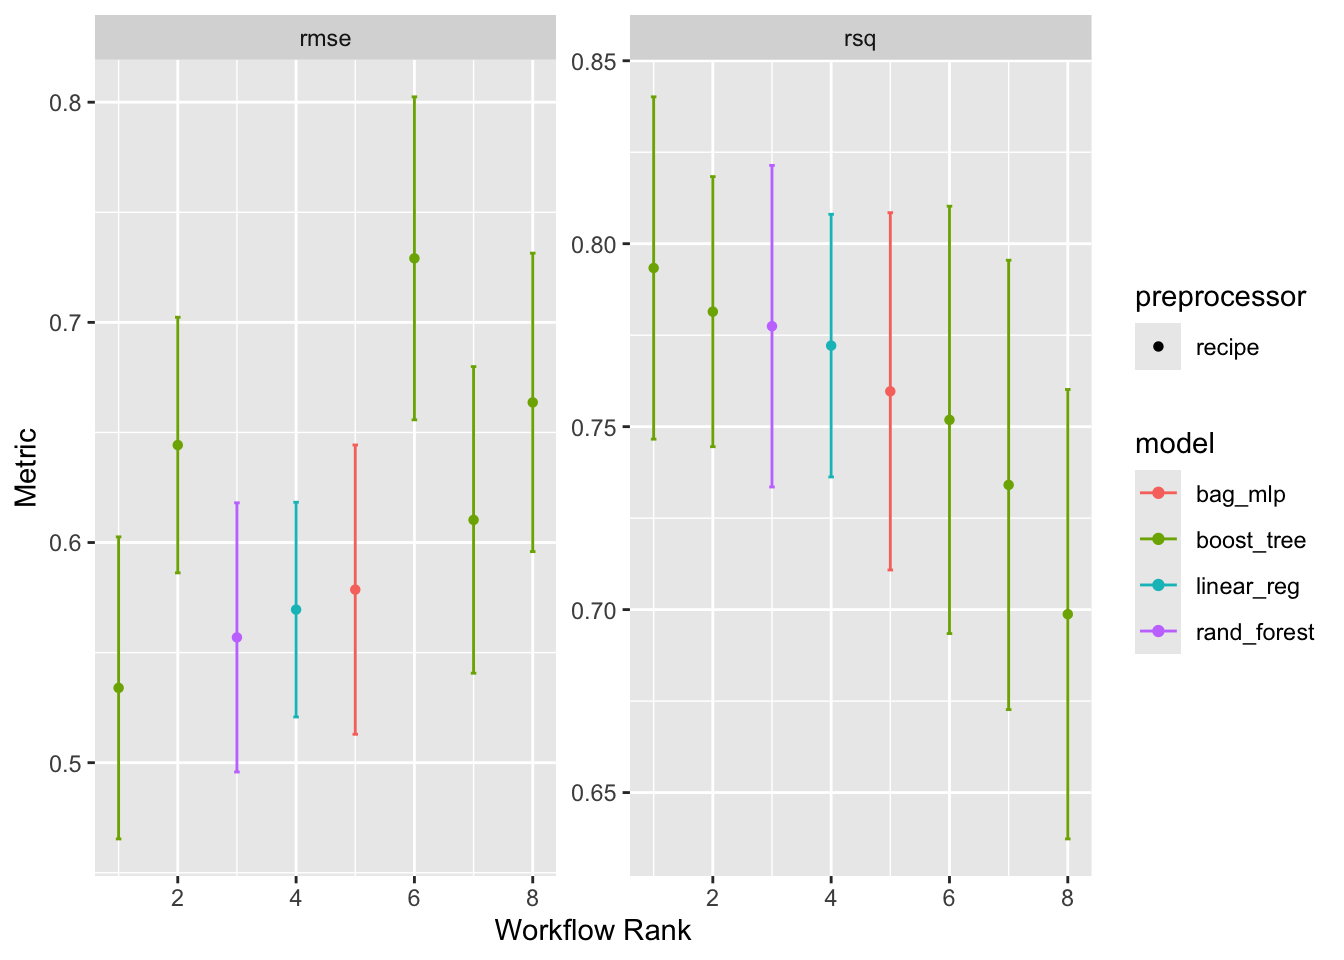 rmse
rsq
0.8
0.7
0.6
0.5
0.85
0.80
0.75
0.70
0.65
2 4 6 8
2 4 6 8
Metric
Workflow Rank
preprocessor
recipe
model
bag_mlp
boost_tree
linear_reg
rand_forest